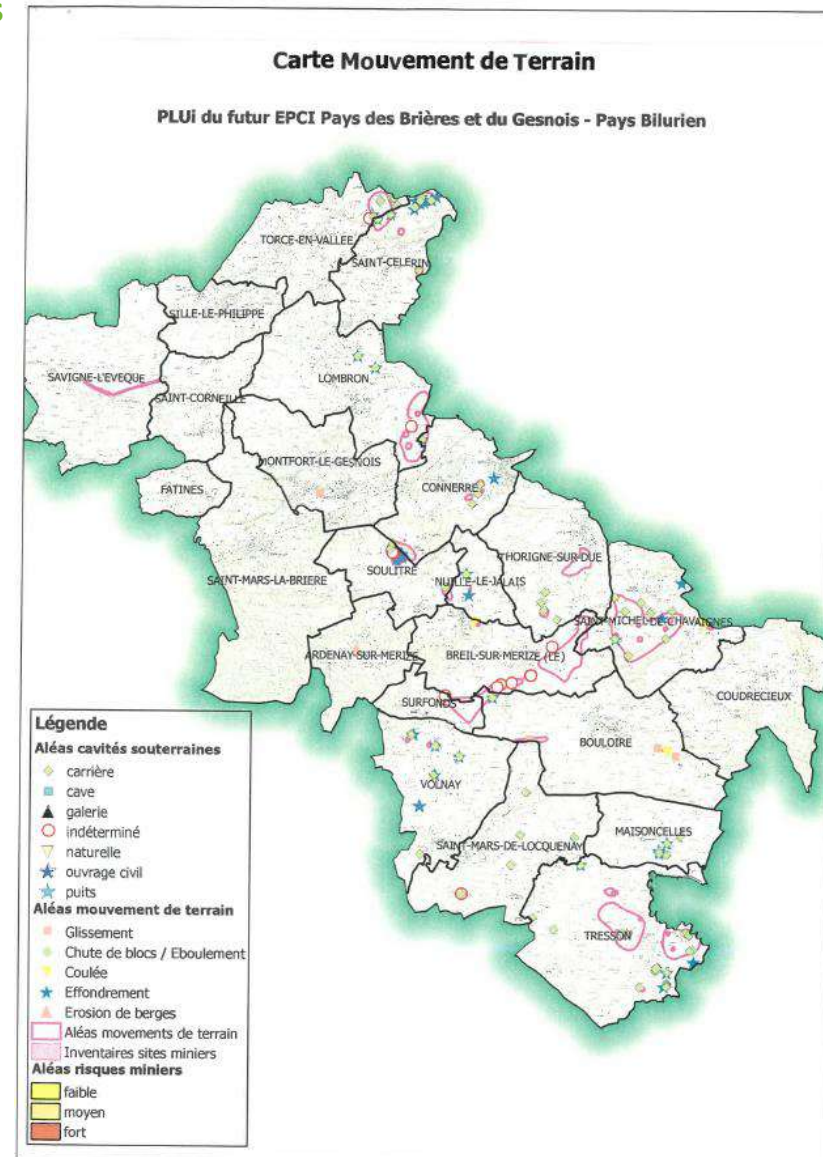 S
Carte Mouvement de Terrain
PLUi du futur EPCI Pays des Brières et du Gesnois - Pays Bilurien
TORCE-EN-VALLEE
SAINT-CELERIN
SILLE-LE-PHILIPPE
SAVIGNE-L'EVEQUE
LOMBRON
SAINT-CORNEILLE
MONTFORT-LE-GESNOIS
FATINES
CONNERRE
THORIGNE-SUR-DUE
SOULITRE
SAINT-MARS-LA-BRIERE
NUILLE-LE-JALAIS
SAINT-MICHEL-DE-CHAVAIGNES
ARDENAY-SUR-MERIZE
BREIL-SUR-MERIZE (LE)
COUDRECIEUX
SURFONDS
BOULOIRE
VOLNAY
MAISONCELLES
SAINT-MARS-DE-LOCQUENAY
TRESSON
Légende
Aléas cavités souterraines
carrière
cave
galerie
indéterminé
naturelle
ouvrage civil
puits
Aléas mouvement de terrain
Glissement
Chute de blocs / Eboulement
Coulée
Effondrement
Erosion de berges
Aléas movements de terrain
Inventaires sites miniers
Aléas risques miniers
faible
moyen
fort